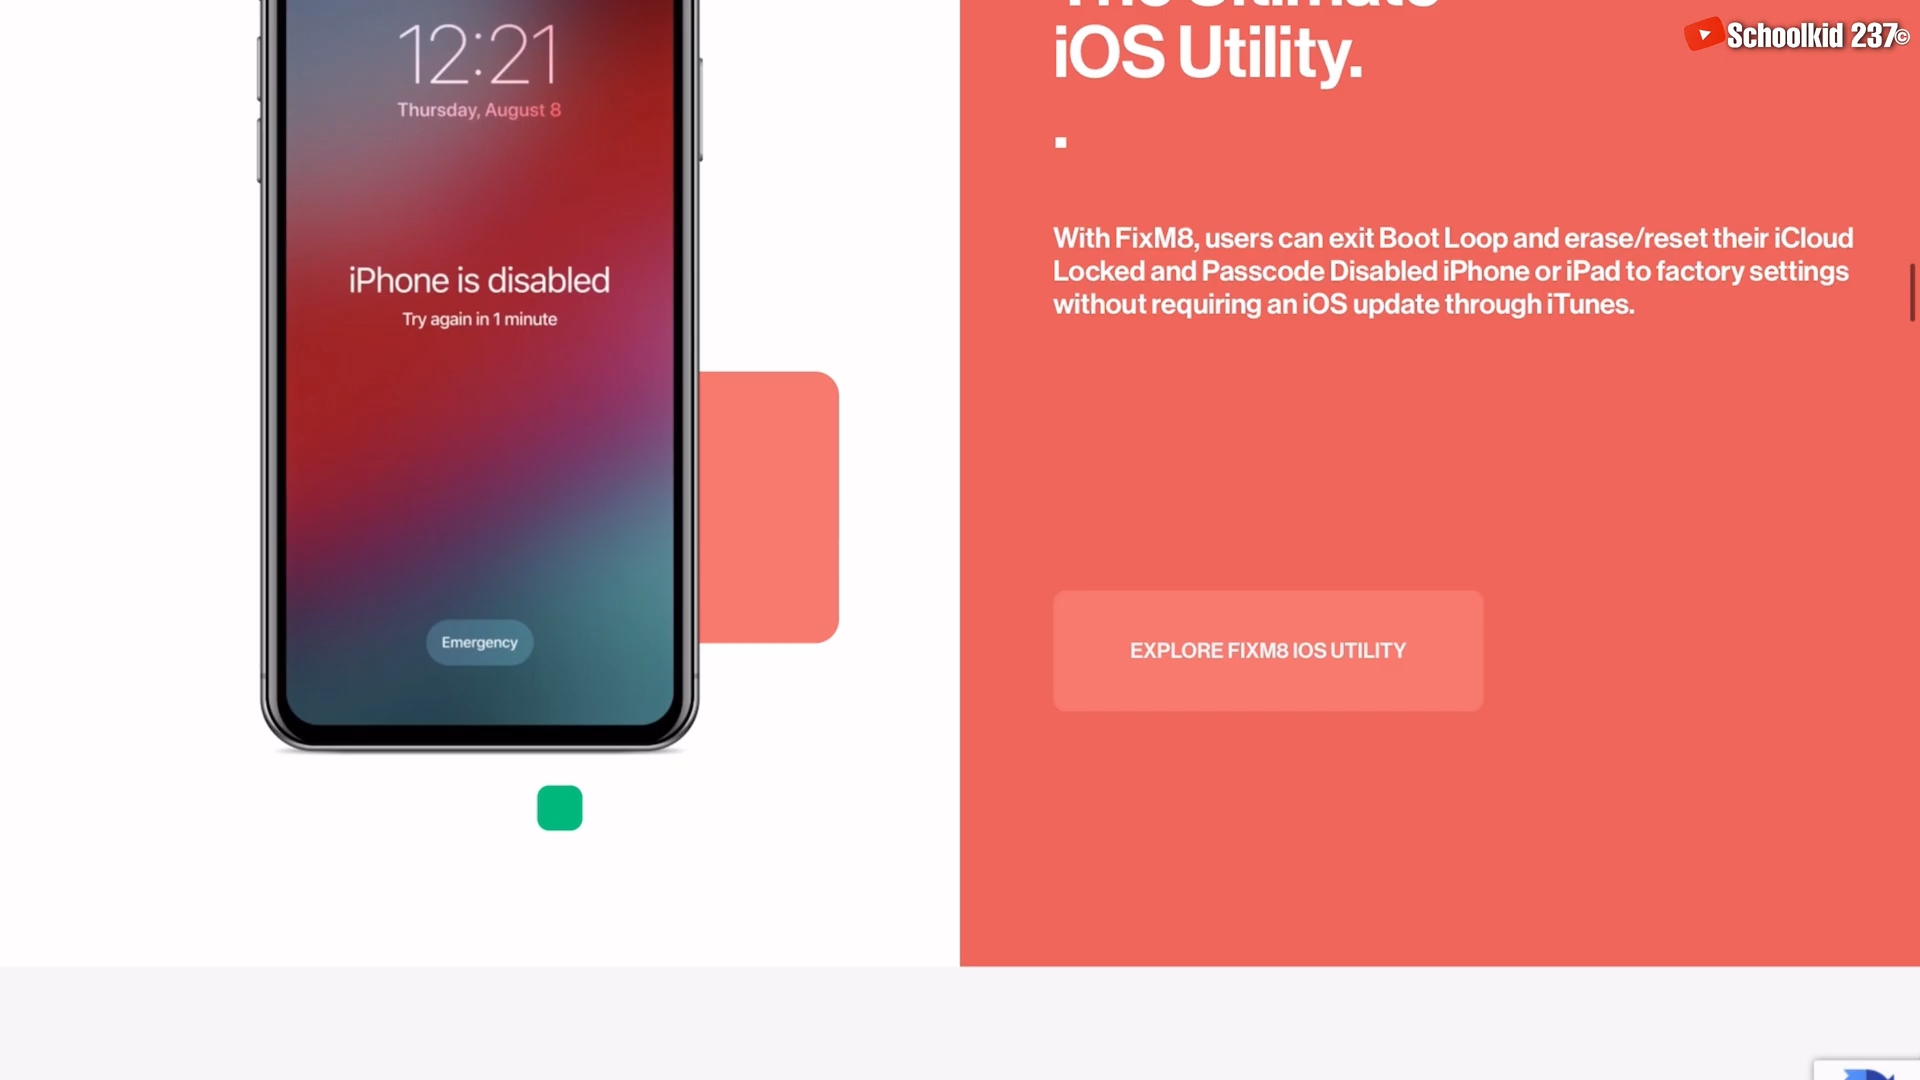 12:21
Thursday, August 8
iPhone is disabled
Try again in 1 minute
Emergency
The Ultimate
iOS Utility.
With FixM8, users can exit Boot Loop and erase/reset their iCloud
Locked and Passcode Disabled iPhone or iPad to factory settings
without requiring an iOS update through iTunes.
EXPLORE FIXM8 IOS UTILITY
Schoolkid 237©